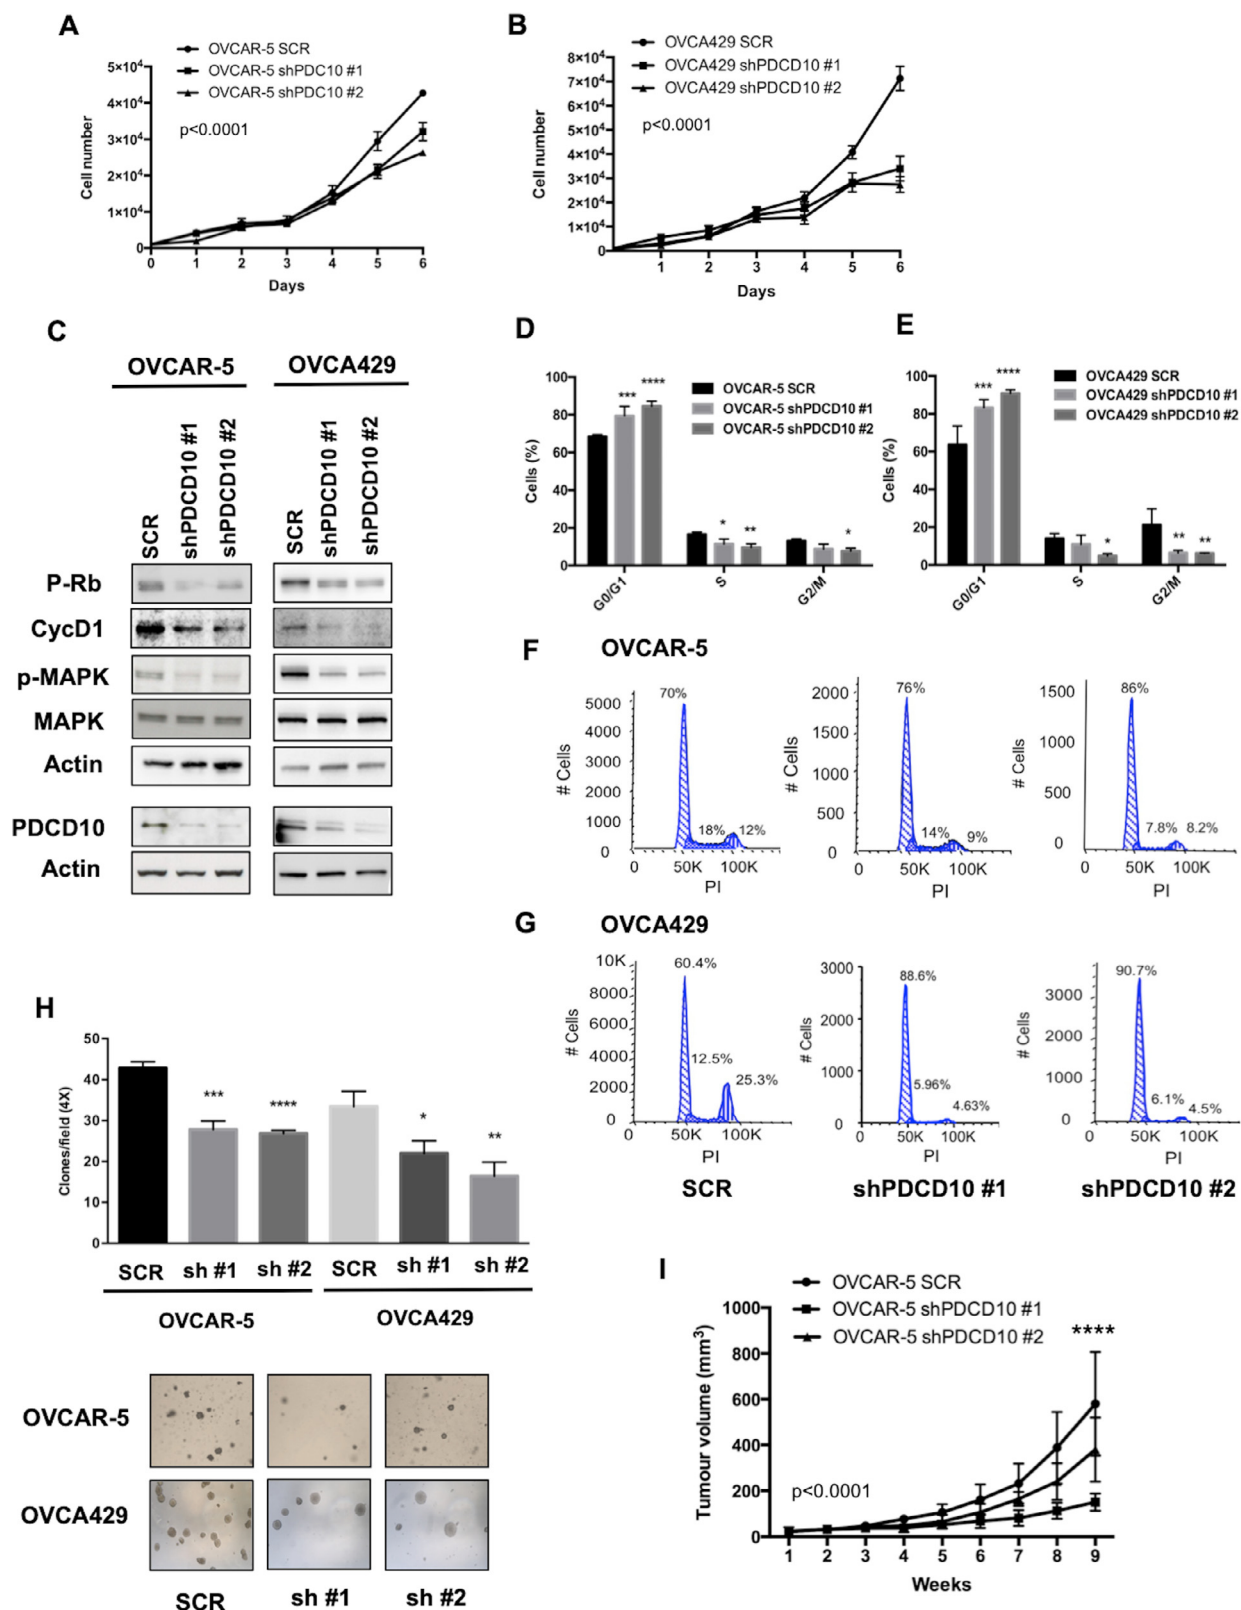 A
OVCAR-5 SCR
OVCAR-5 shPDC10 #1
OVCAR-5 shPDC10 #2
5×10⁴
4×10⁴
3×10⁴
2×10⁴
1×10⁴
0
p<0.0001
Cell number
0 1 2 3 4 5 6
Days
B
OVCA429 SCR
OVCA429 shPDCD10 #1
OVCA429 shPDCD10 #2
8×10⁴
7×10⁴
6×10⁴
5×10⁴
4×10⁴
3×10⁴
2×10⁴
1×10⁴
0
p<0.0001
Cell number
1 2 3 4 5 6
Days
C
OVCAR-5 OVCA429
SCR shPDCD10 #1 shPDCD10 #2 SCR shPDCD10 #1 shPDCD10 #2
P-Rb
CycD1
p-MAPK
MAPK
Actin
PDCD10
Actin
D
OVCAR-5 SCR
OVCAR-5 shPDCD10 #1
OVCAR-5 shPDCD10 #2
100
80
60
40
20
0
Cells (%)
*** **** * ** *
G0/G1 S G2/M
E
OVCA429 SCR
OVCA429 shPDCD10 #1
OVCA429 shPDCD10 #2
100
80
60
40
20
0
Cells (%)
*** **** * ** **
G0/G1 S G2/M
F OVCAR-5
5000
4000
3000
2000
1000
0
# Cells
70%
18% 12%
0 50K 100K
PI
2000
1500
1000
500
0
# Cells
76%
14% 9%
0 50K 100K
PI
1500
1000
500
0
# Cells
86%
7.8% 8.2%
0 50K 100K
PI
G OVCA429
10K
8000
6000
4000
2000
0
# Cells
60.4%
12.5%
25.3%
0 50K 100K
PI
SCR
3000
2000
1000
0
# Cells
88.6%
5.96%
4.63%
0 50K 100K
PI
shPDCD10 #1
3000
2000
1000
0
# Cells
90.7%
6.1%
4.5%
0 50K 100K
PI
shPDCD10 #2
H
50
40
30
20
10
0
Clones/field (4X)
*** **** * **
SCR sh #1 sh #2 SCR sh #1 sh #2
OVCAR-5 OVCA429
OVCAR-5
OVCA429
SCR sh #1 sh #2
I
OVCAR-5 SCR
OVCAR-5 shPDCD10 #1
OVCAR-5 shPDCD10 #2
1000
800
600
400
200
0
Tumour volume (mm³)
****
p<0.0001
1 2 3 4 5 6 7 8 9
Weeks